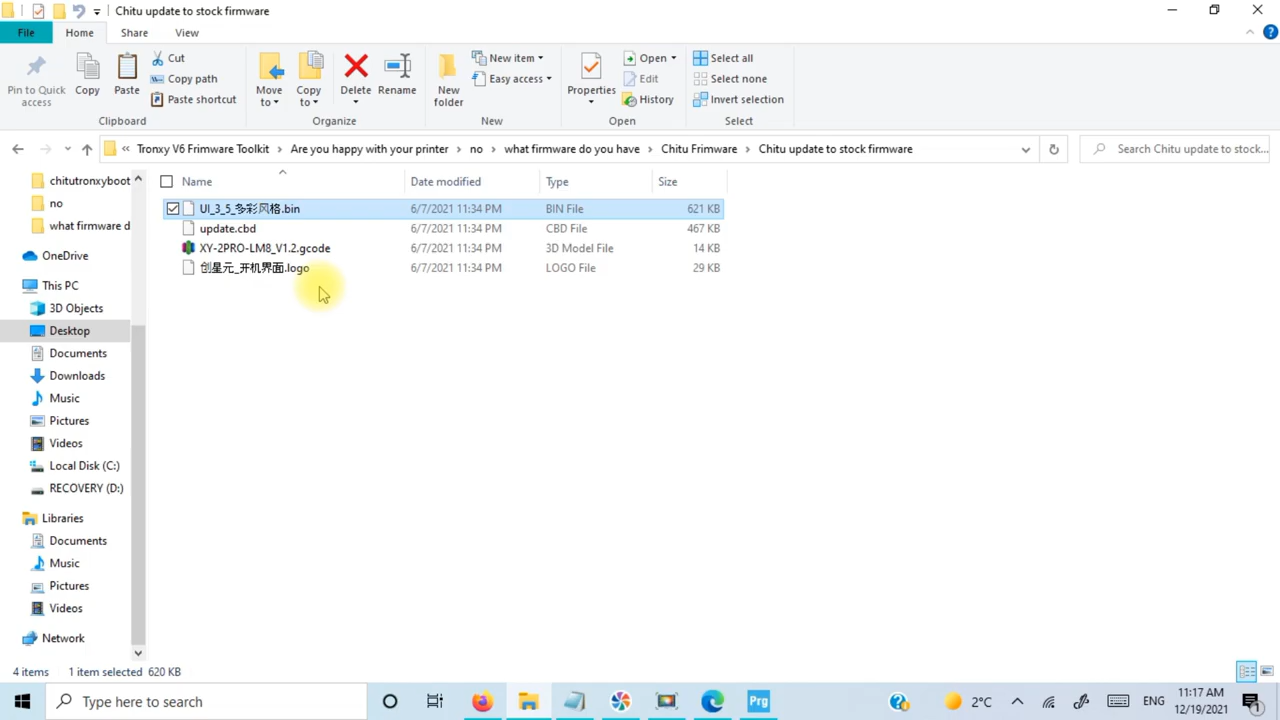 Chitu update to stock firmware
File Home Share View
Pin to Quick access
Copy
Paste
Cut
Copy path
Paste shortcut
Clipboard
Move to
Copy to
Delete
Rename
Organize
New folder
New item
Easy access
New
Properties
Open
Edit
History
Open
Select all
Select none
Invert selection
Select
« Tronxy V6 Frimware Toolkit > Are you happy with your printer > no > what firmware do you have > Chitu Frimware > Chitu update to stock firmware
Search Chitu update to stock...
chitutronxyboot
no
what firmware d
OneDrive
This PC
3D Objects
Desktop
Documents
Downloads
Music
Pictures
Videos
Local Disk (C:)
RECOVERY (D:)
Libraries
Documents
Music
Pictures
Videos
Network
Name Date modified Type Size
UI_3_5_多彩风格.bin 6/7/2021 11:34 PM BIN File 621 KB
update.cbd 6/7/2021 11:34 PM CBD File 467 KB
XY-2PRO-LM8_V1.2.gcode 6/7/2021 11:34 PM 3D Model File 14 KB
创星元_开机界面.logo 6/7/2021 11:34 PM LOGO File 29 KB
4 items 1 item selected 620 KB
Type here to search
Prg
2°C
ENG
11:17 AM
12/19/2021
1